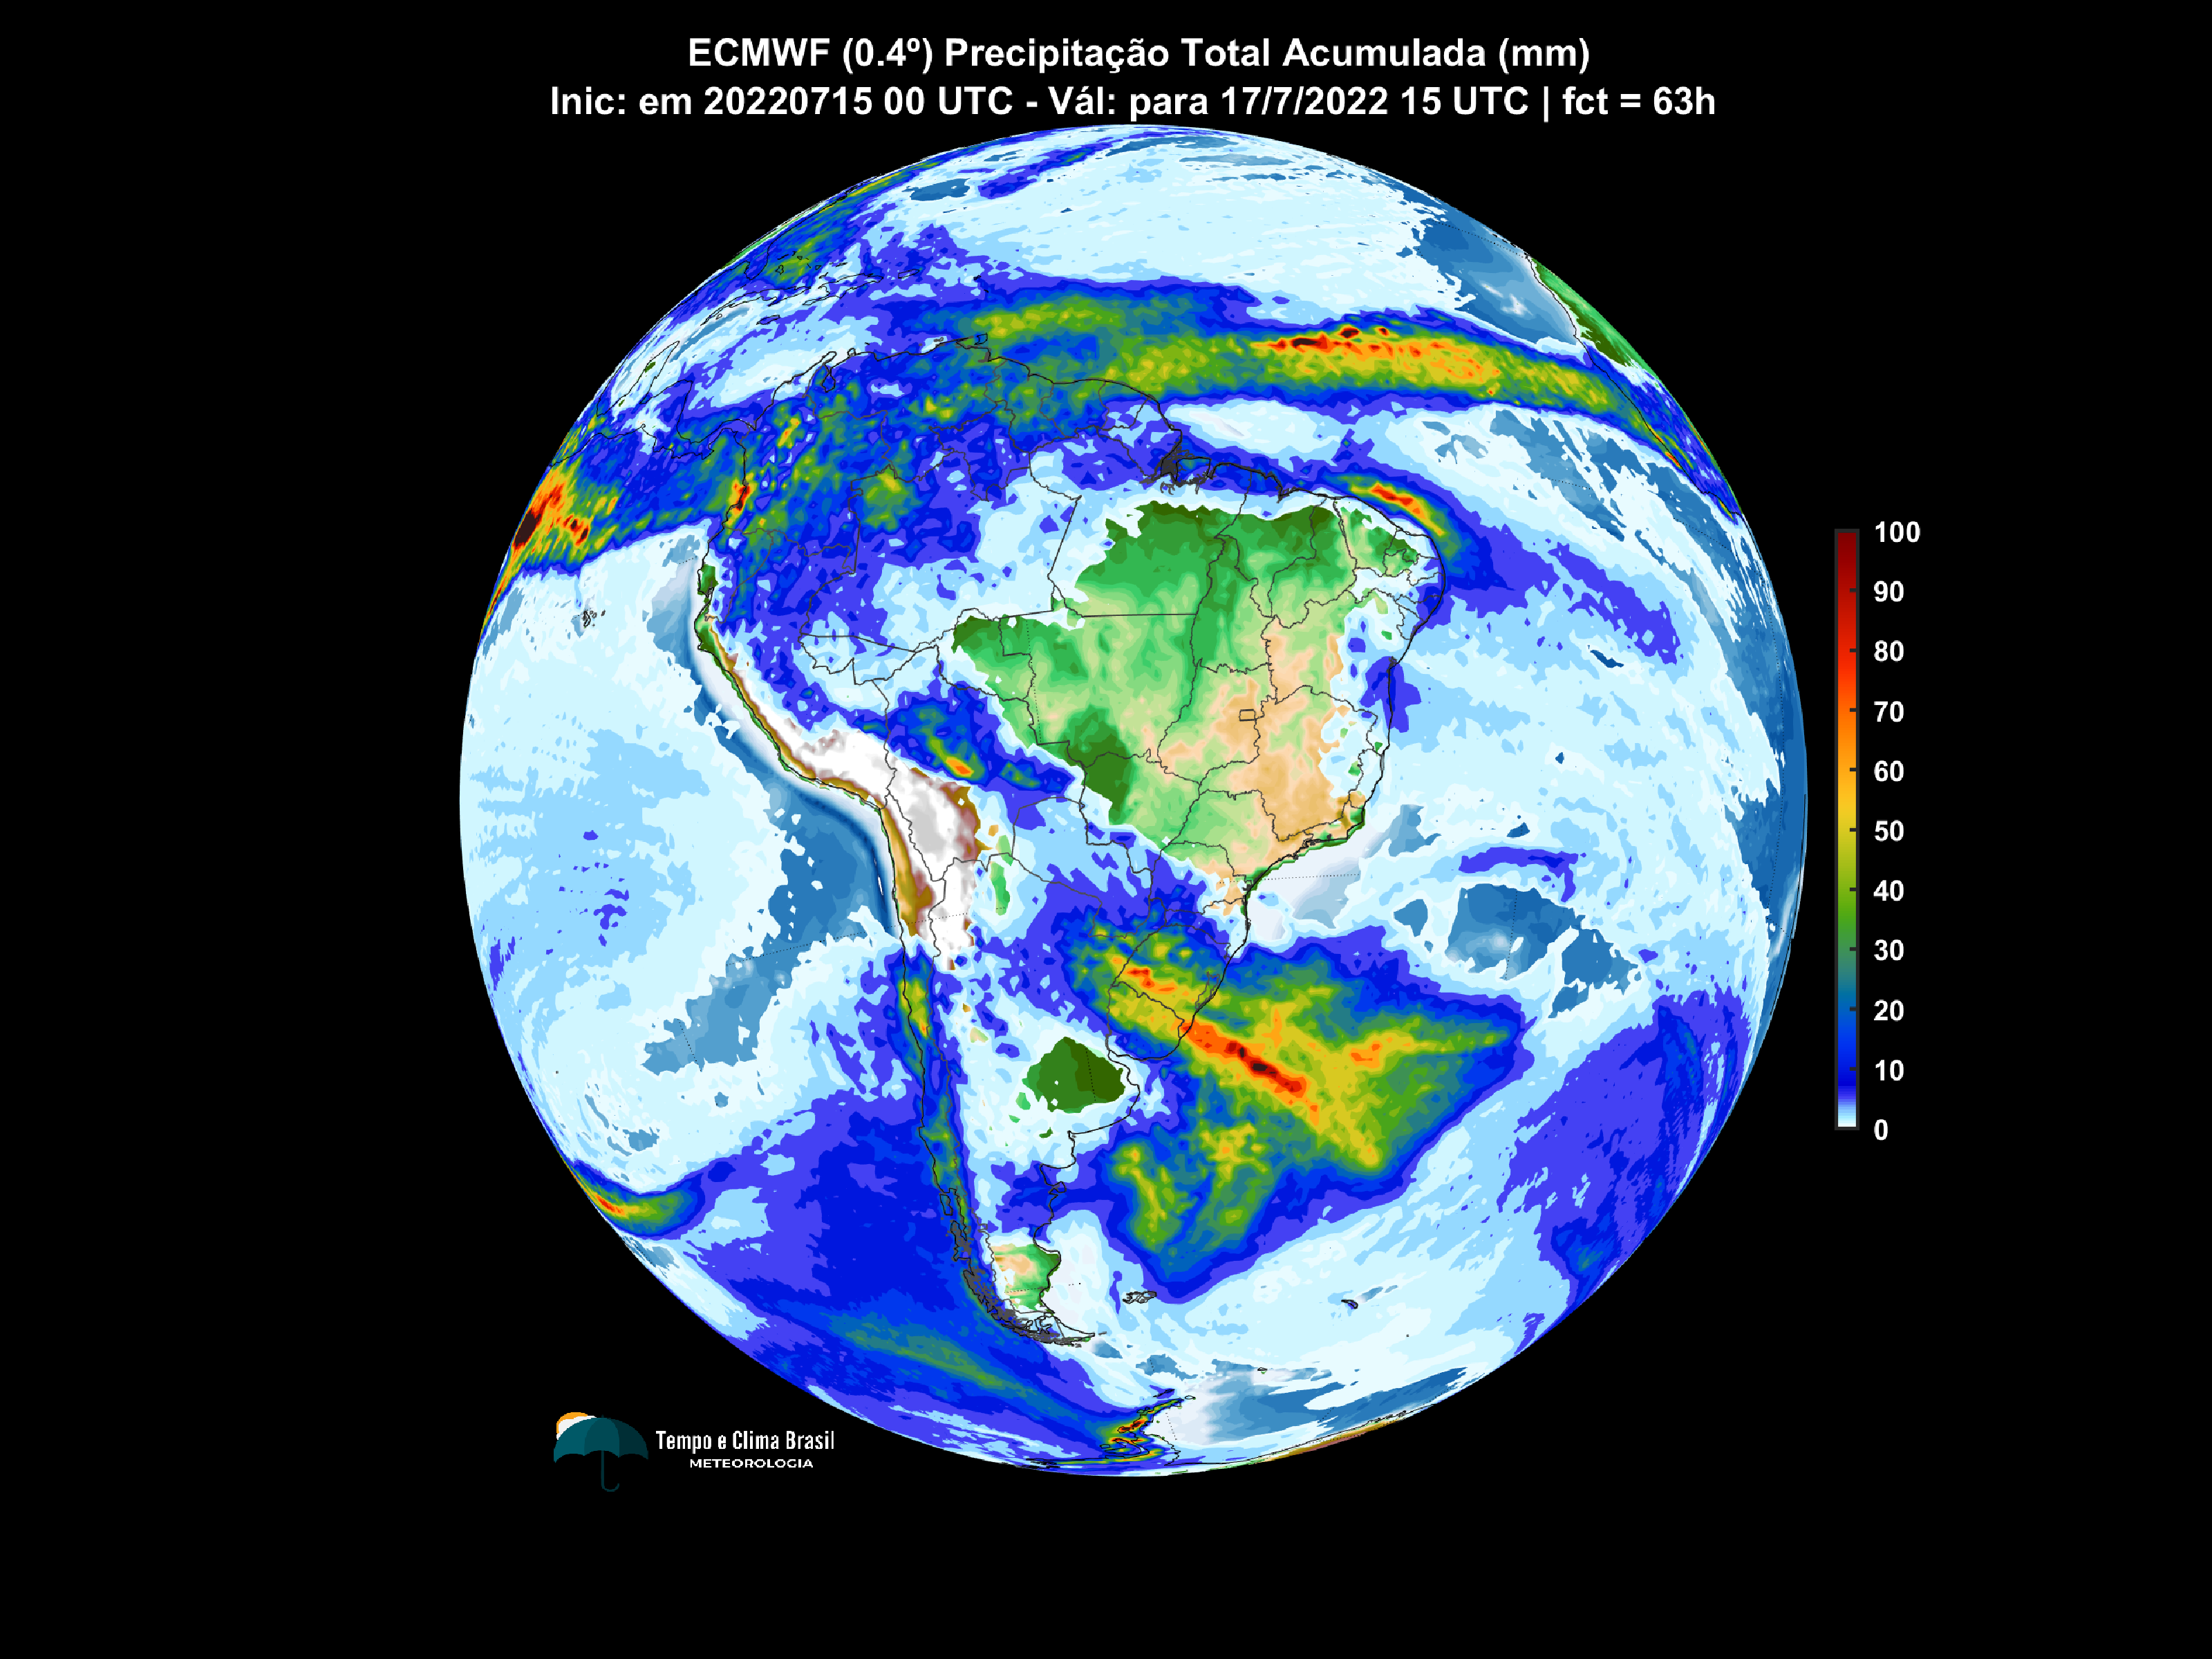 ECMWF (0.4º) Precipitação Total Acumulada (mm)
Inic: em 20220715 00 UTC - Vál: para 17/7/2022 15 UTC | fct = 63h
100
90
80
70
60
50
40
30
20
10
0
Tempo e Clima Brasil
METEOROLOGIA